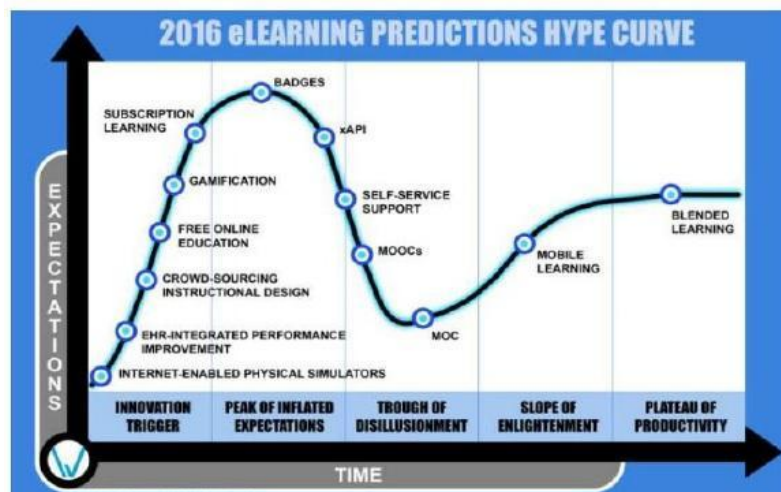 2016 eLEARNING PREDICTIONS HYPE CURVE
BADGES
SUBSCRIPTION
LEARNING
xAPI
GAMIFICATION
SELF-SERVICE
SUPPORT
FREE ONLINE
EDUCATION
MOOCs
MOBILE
LEARNING
BLENDED
LEARNING
CROWD-SOURCING
INSTRUCTIONAL DESIGN
MOC
EHR-INTEGRATED PERFORMANCE
IMPROVEMENT
INTERNET-ENABLED PHYSICAL SIMULATORS
EXPECTATIONS
INNOVATION
TRIGGER
PEAK OF INFLATED
EXPECTATIONS
TROUGH OF
DISILLUSIONMENT
SLOPE OF
ENLIGHTENMENT
PLATEAU OF
PRODUCTIVITY
TIME